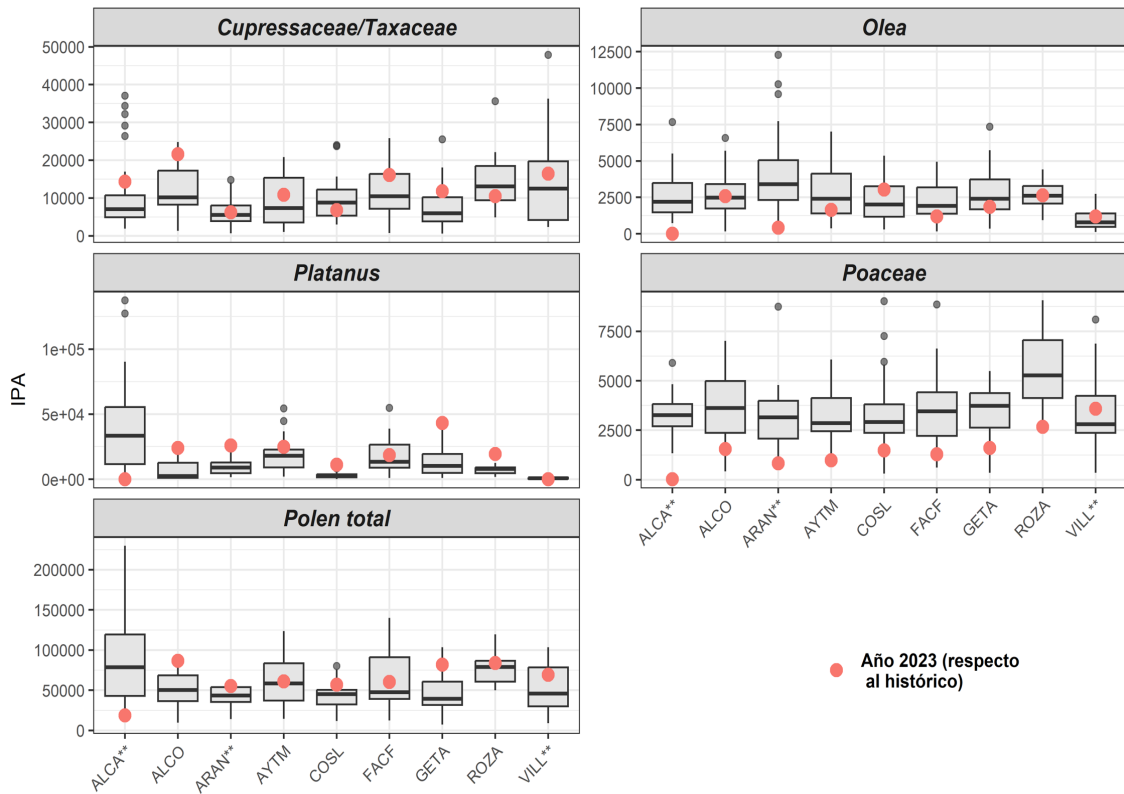 Cupressaceae/Taxaceae
50000
40000
30000
20000
10000
0
Olea
12500
10000
7500
5000
2500
0
Platanus
1e+05
5e+04
0e+00
Poaceae
7500
5000
2500
0
ALCA**
ALCO
ARAN**
AYTM
COSL
FACF
GETA
ROZA
VILL**
Polen total
200000
150000
100000
50000
0
ALCA**
ALCO
ARAN**
AYTM
COSL
FACF
GETA
ROZA
VILL**
IPA
Año 2023 (respecto
al histórico)